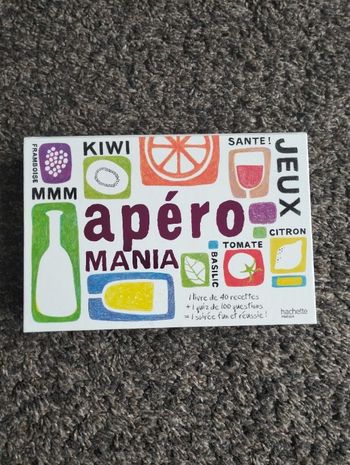 FRAMBOISE
KIWI
SANTE!
JEUX
MMM
apéro
MANIA
BASILIC
TOMATE
CITRON
1 livre de 40 recettes
+ 1 quiz de 100 questions
= 1 soirée fun et réussie!
hachette